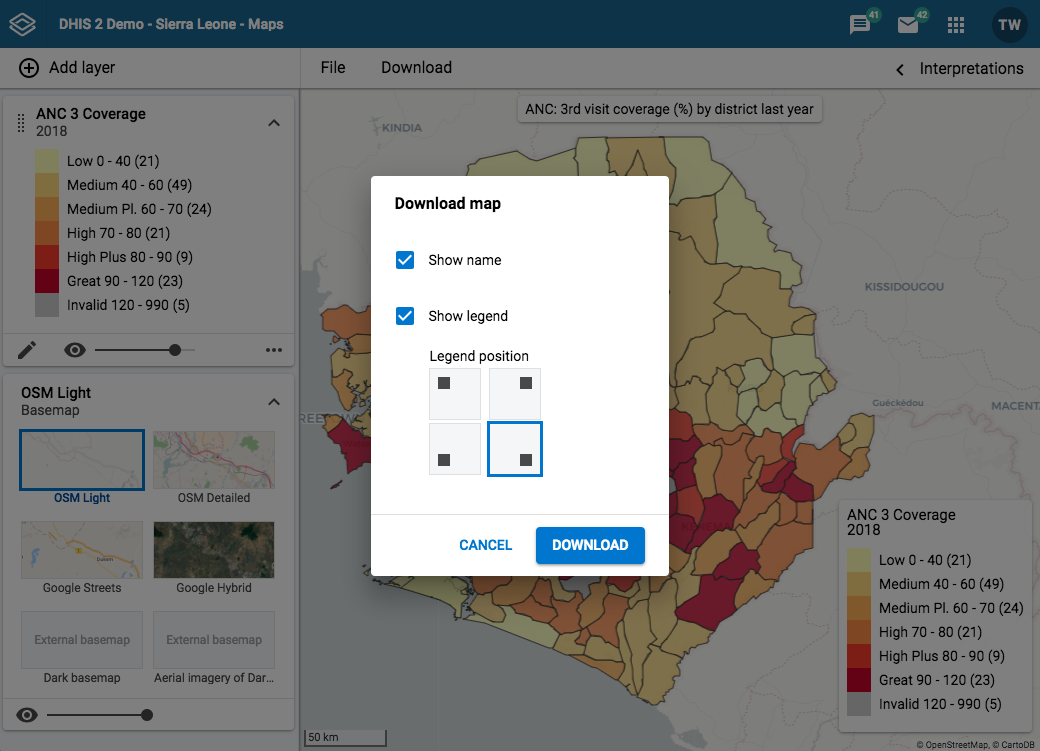 DHIS 2 Demo - Sierra Leone - Maps
41
42
TW
Add layer
File
Download
Interpretations
ANC 3 Coverage
2018
Low 0 - 40 (21)
Medium 40 - 60 (49)
Medium Pl. 60 - 70 (24)
High 70 - 80 (21)
High Plus 80 - 90 (9)
Great 90 - 120 (23)
Invalid 120 - 990 (5)
OSM Light
Basemap
OSM Light
OSM Detailed
Google Streets
Google Hybrid
External basemap
External basemap
Dark basemap
Aerial imagery of Dar...
ANC: 3rd visit coverage (%) by district last year
KINDIA
KISSIDOUGOU
Guéckédou
MACENT
KENEMA
Download map
Show name
Show legend
Legend position
CANCEL
DOWNLOAD
ANC 3 Coverage
2018
Low 0 - 40 (21)
Medium 40 - 60 (49)
Medium Pl. 60 - 70 (24)
High 70 - 80 (21)
High Plus 80 - 90 (9)
Great 90 - 120 (23)
Invalid 120 - 990 (5)
50 km
© OpenStreetMap, © CartoDB